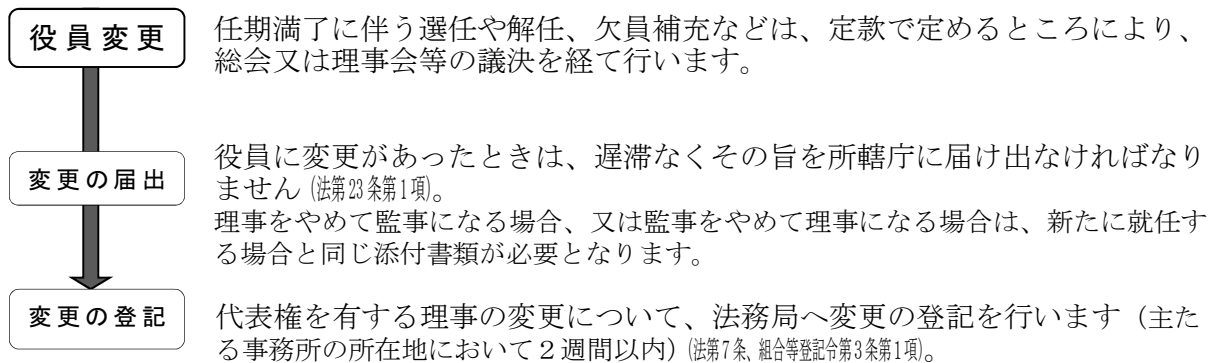 役員変更
任期満了に伴う選任や解任、欠員補充などは、定款で定めるところにより、
総会又は理事会等の議決を経て行います。
変更の届出
役員に変更があったときは、遅滞なくその旨を所轄庁に届け出なければなり
ません(法第23条第1項)。
理事をやめて監事になる場合、又は監事をやめて理事になる場合は、新たに就任す
る場合と同じ添付書類が必要となります。
変更の登記
代表権を有する理事の変更について、法務局へ変更の登記を行います(主た
る事務所の所在地において2週間以内)(法第7条、組合等登記令第3条第1項)。